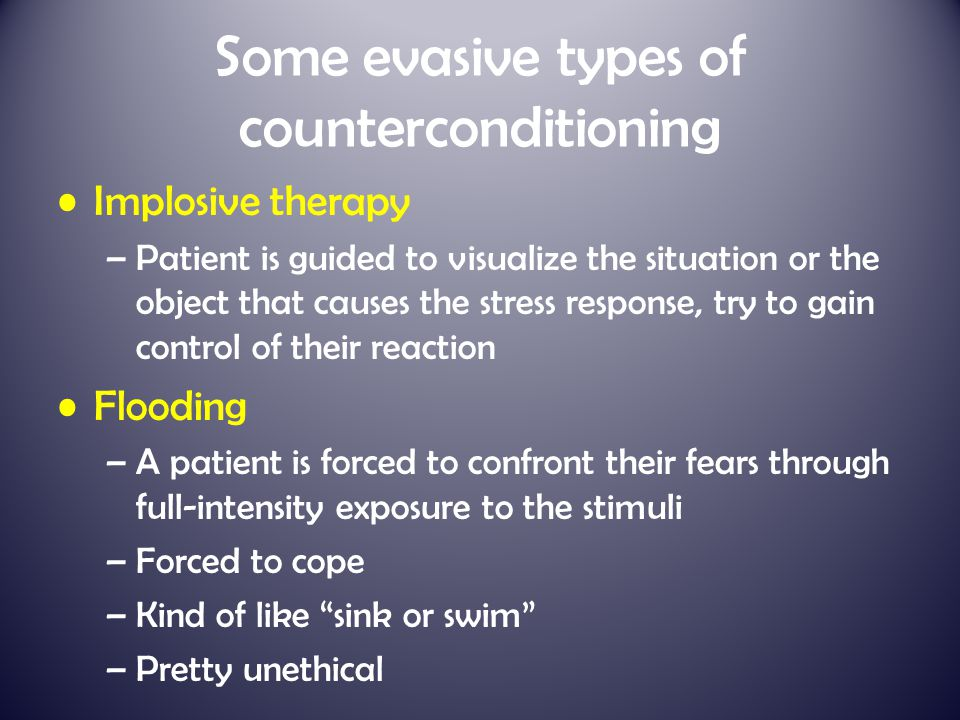 Some evasive types of
counterconditioning
• Implosive therapy
– Patient is guided to visualize the situation or the
object that causes the stress response, try to gain
control of their reaction
• Flooding
– A patient is forced to confront their fears through
full-intensity exposure to the stimuli
– Forced to cope
– Kind of like “sink or swim”
– Pretty unethical